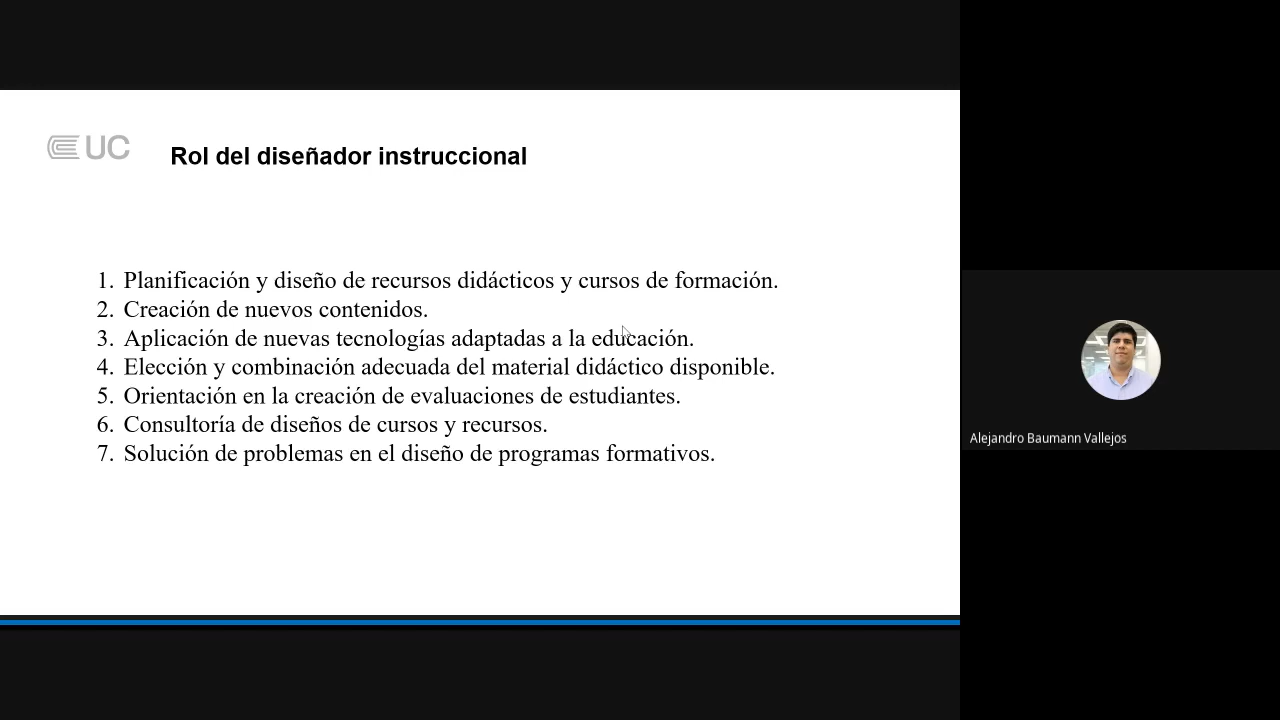 UC
Rol del diseñador instruccional
1. Planificación y diseño de recursos didácticos y cursos de formación.
2. Creación de nuevos contenidos.
3. Aplicación de nuevas tecnologías adaptadas a la educación.
4. Elección y combinación adecuada del material didáctico disponible.
5. Orientación en la creación de evaluaciones de estudiantes.
6. Consultoría de diseños de cursos y recursos.
7. Solución de problemas en el diseño de programas formativos.
Alejandro Baumann Vallejos